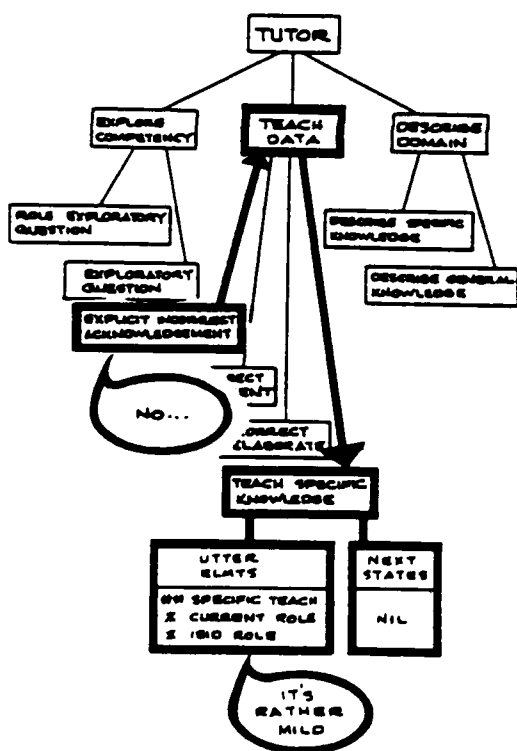 TUTOR
EXPLORE
COMPETENCY
TEACH
DATA
DESCRIBE
DOMAIN
ROLE EXPLORATORY
QUESTION
DESCRIBE SPECIFIC
KNOWLEDGE
EXPLORATORY
QUESTION
DESCRIBE GENERAL
KNOWLEDGE
EXPLICIT INCORRECT
ACKNOWLEDGEMENT
NO...
RECT
ENT
CORRECT
ELABORATE
TEACH SPECIFIC
KNOWLEDGE
UTTER
ELMTS
## SPECIFIC TEACH
* CURRENT ROLE
NEXT
STATES
NIL
IT'S
RATHER
MILD